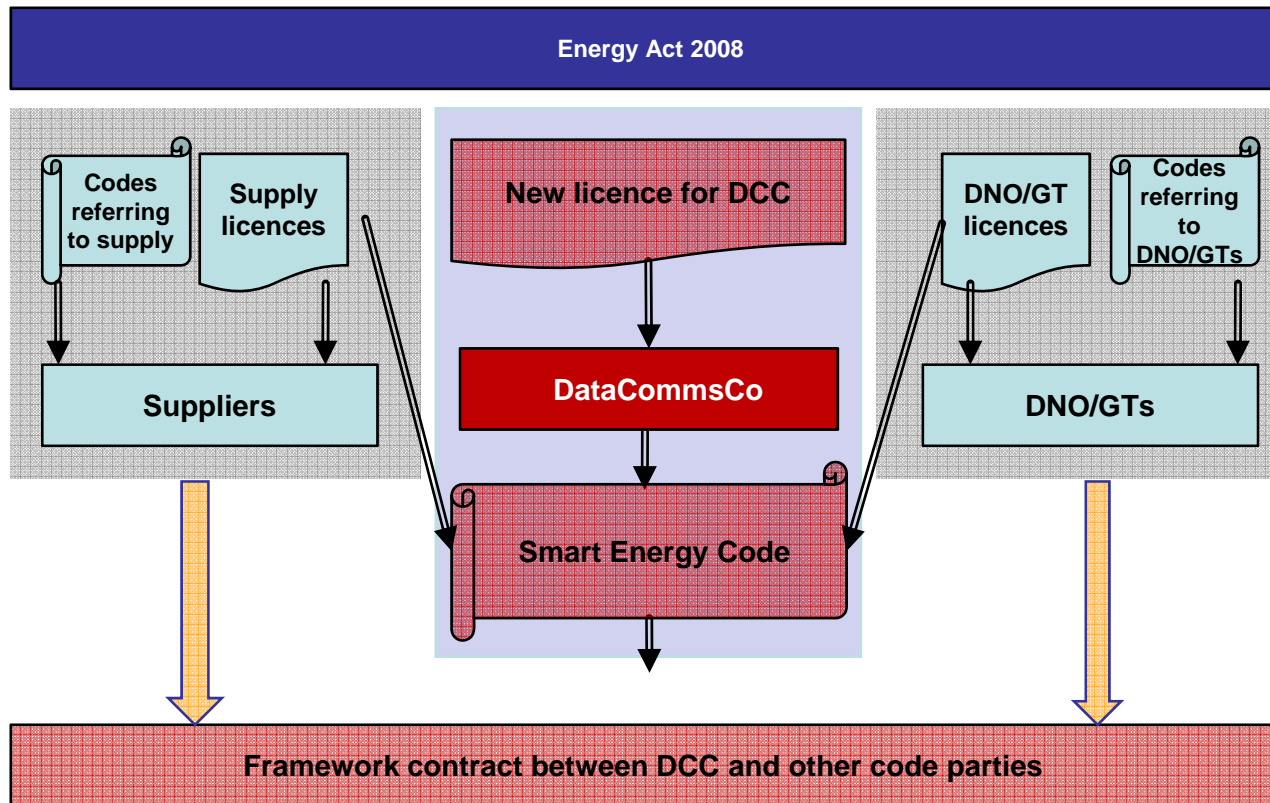 Energy Act 2008
Codes
referring
to supply
Supply
licences
New licence for DCC
DNO/GT
licences
Codes
referring
to
DNO/GTs
Suppliers
DataCommsCo
DNO/GTs
Smart Energy Code
Framework contract between DCC and other code parties